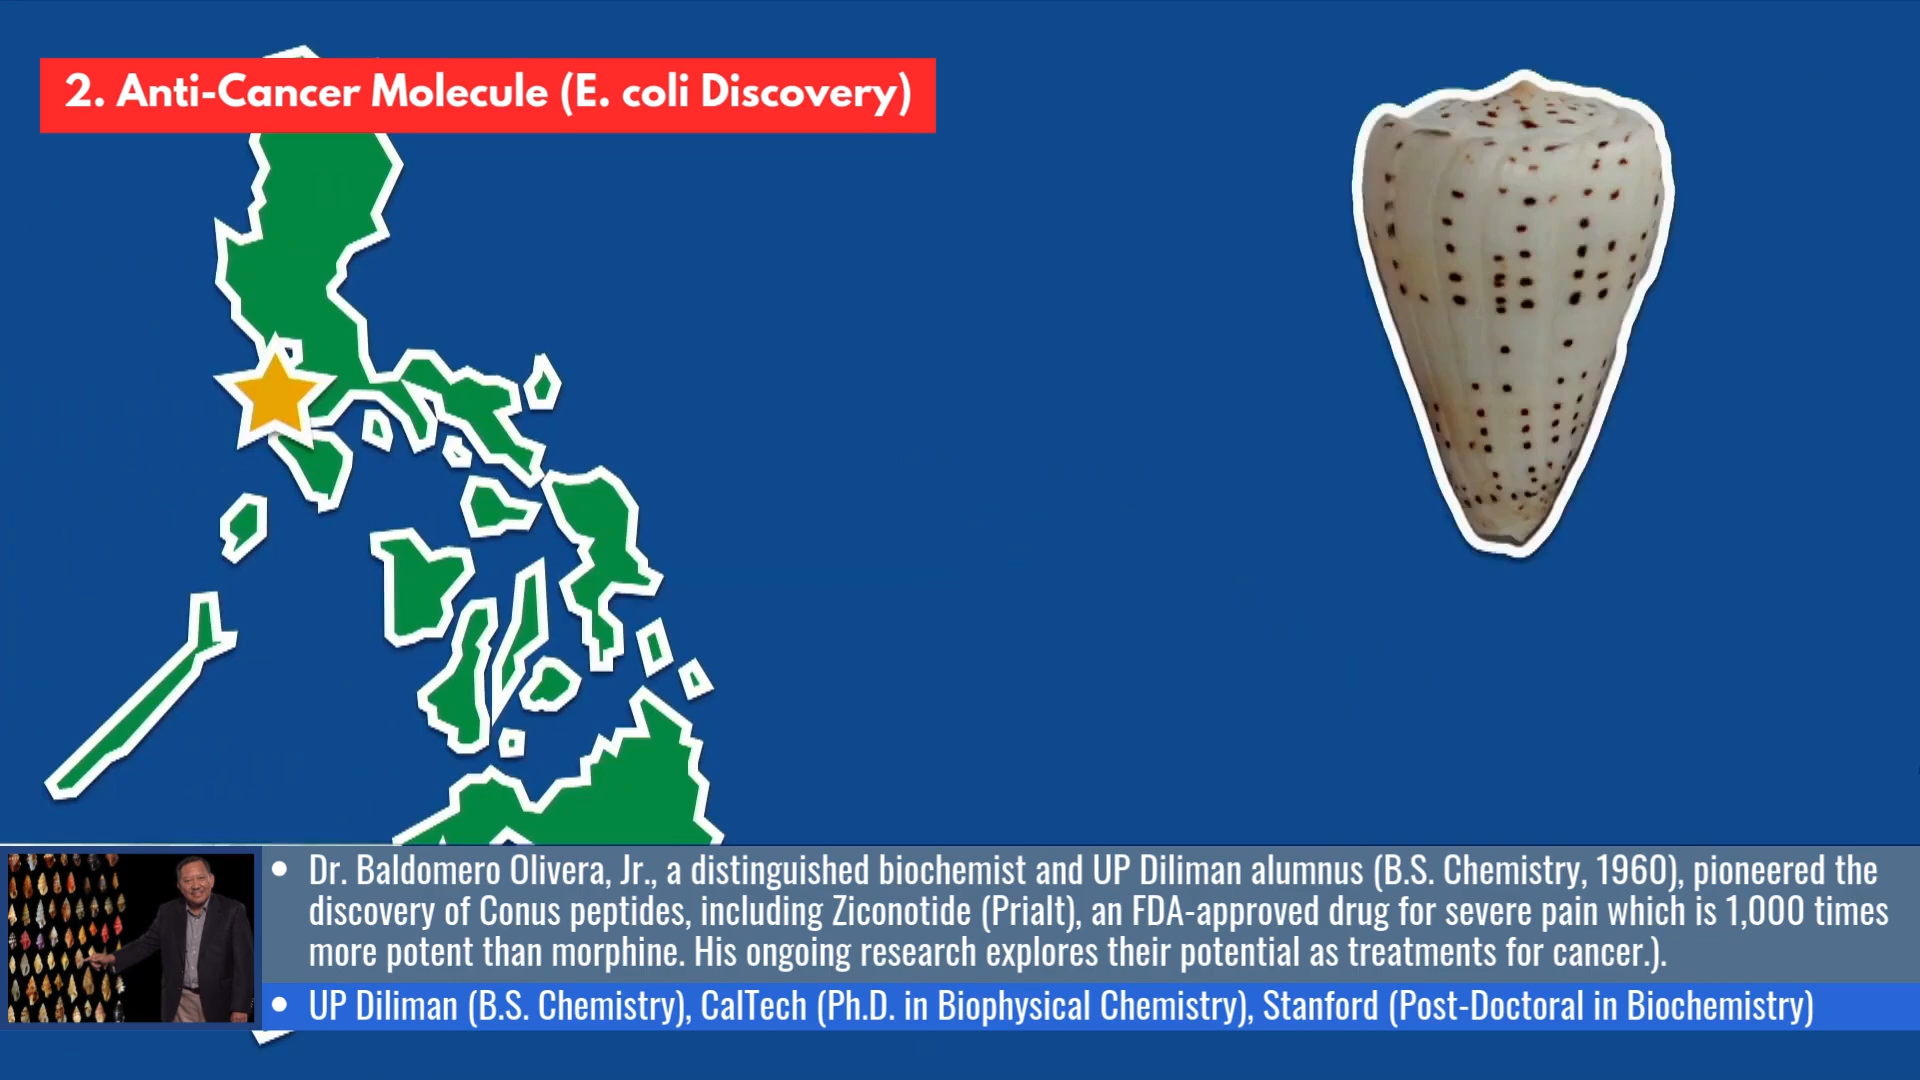 2. Anti-Cancer Molecule (E. coli Discovery)
• Dr. Baldomero Olivera, Jr., a distinguished biochemist and UP Diliman alumnus (B.S. Chemistry, 1960), pioneered the
discovery of Conus peptides, including Ziconotide (Prialt), an FDA-approved drug for severe pain which is 1,000 times
more potent than morphine. His ongoing research explores their potential as treatments for cancer.).
• UP Diliman (B.S. Chemistry), CalTech (Ph.D. in Biophysical Chemistry), Stanford (Post-Doctoral in Biochemistry)